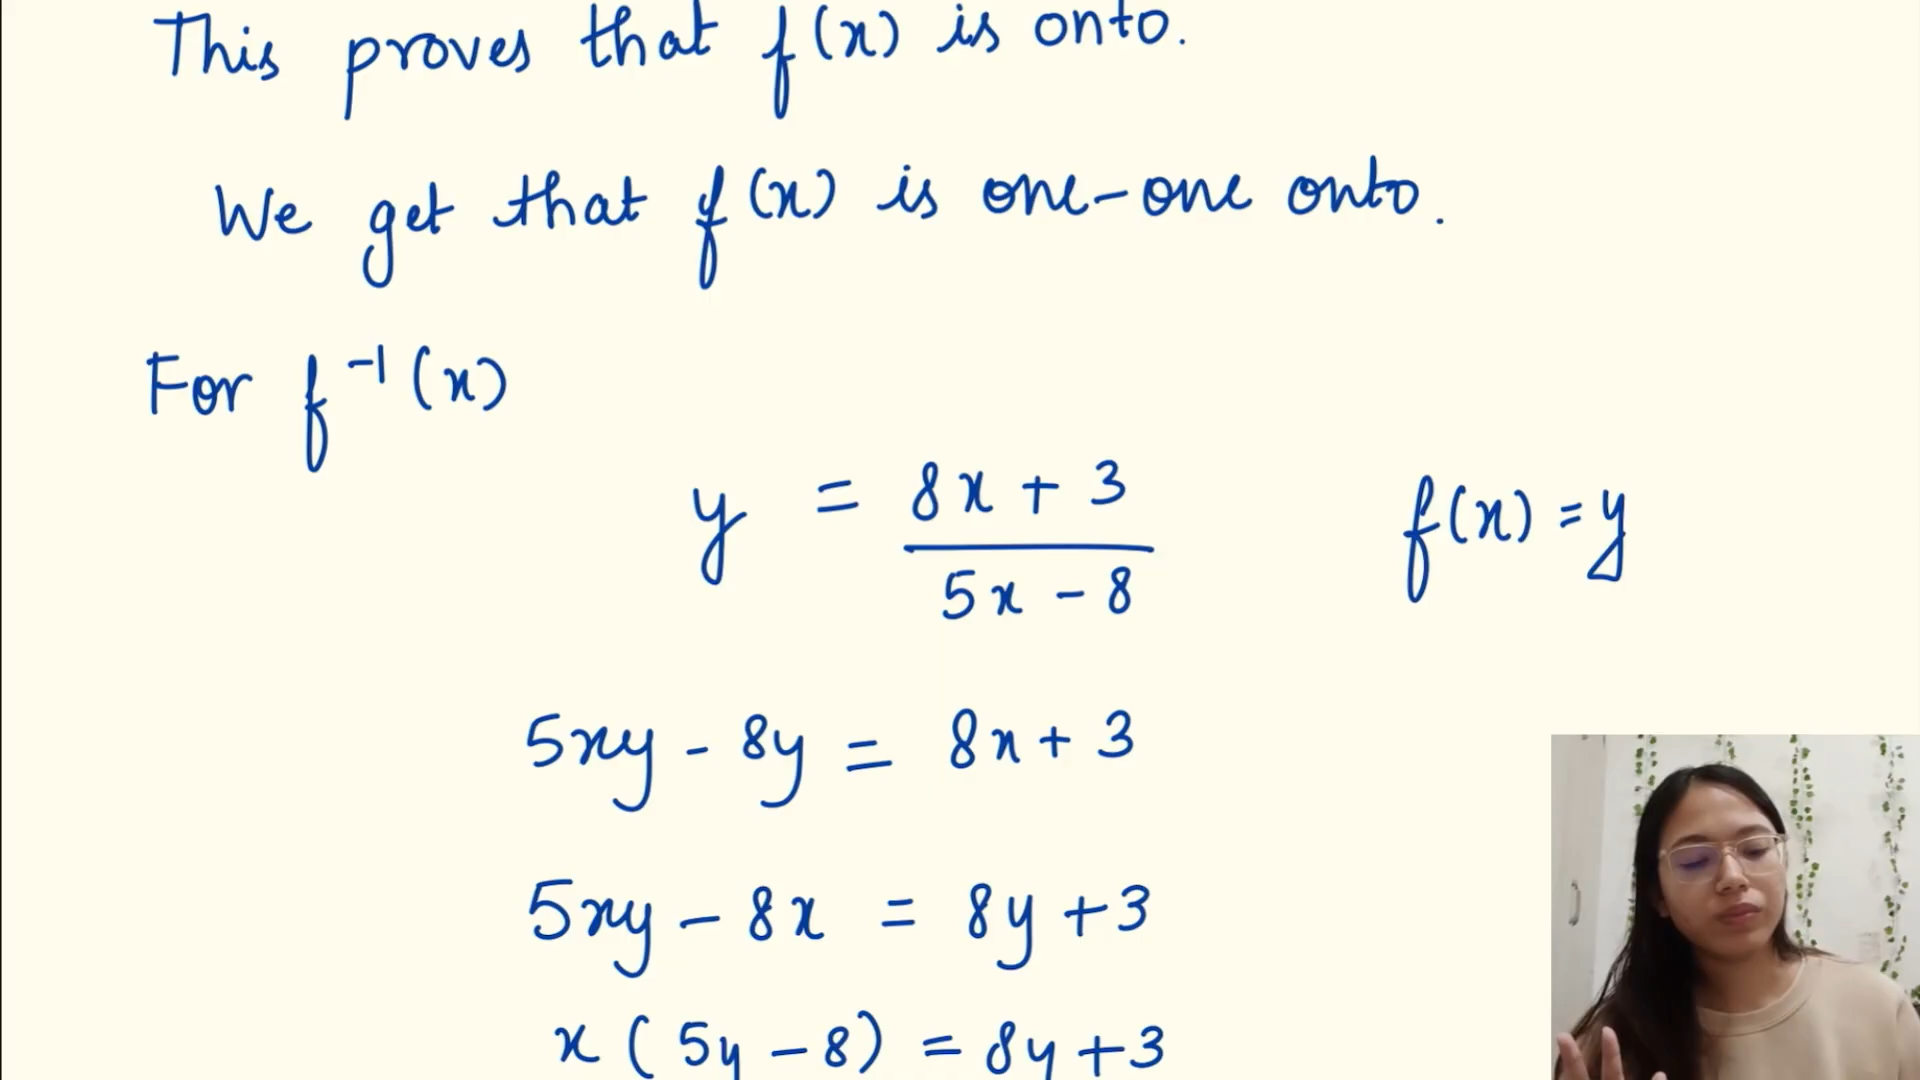 This proves that f(x) is onto.
We get that f(x) is one-one onto.
For f⁻¹(x)
y = (8x + 3)/(5x - 8) f(x) = y
5xy - 8y = 8x + 3
5xy - 8x = 8y + 3
x(5y - 8) = 8y + 3